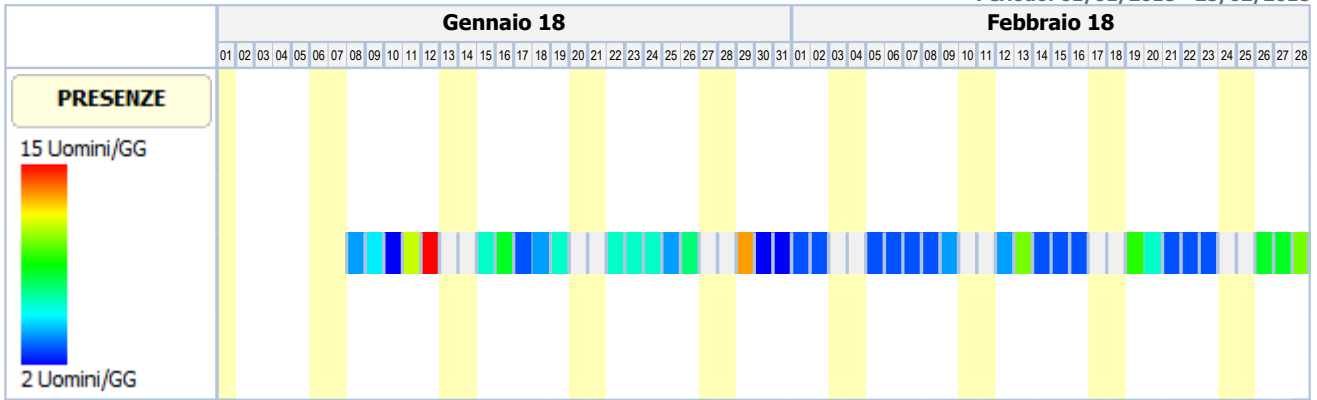 Gennaio 18 Febbraio 18
01 02 03 04 05 06 07 08 09 10 11 12 13 14 15 16 17 18 19 20 21 22 23 24 25 26 27 28 29 30 31 01 02 03 04 05 06 07 08 09 10 11 12 13 14 15 16 17 18 19 20 21 22 23 24 25 26 27 28
PRESENZE
15 Uomini/GG
2 Uomini/GG